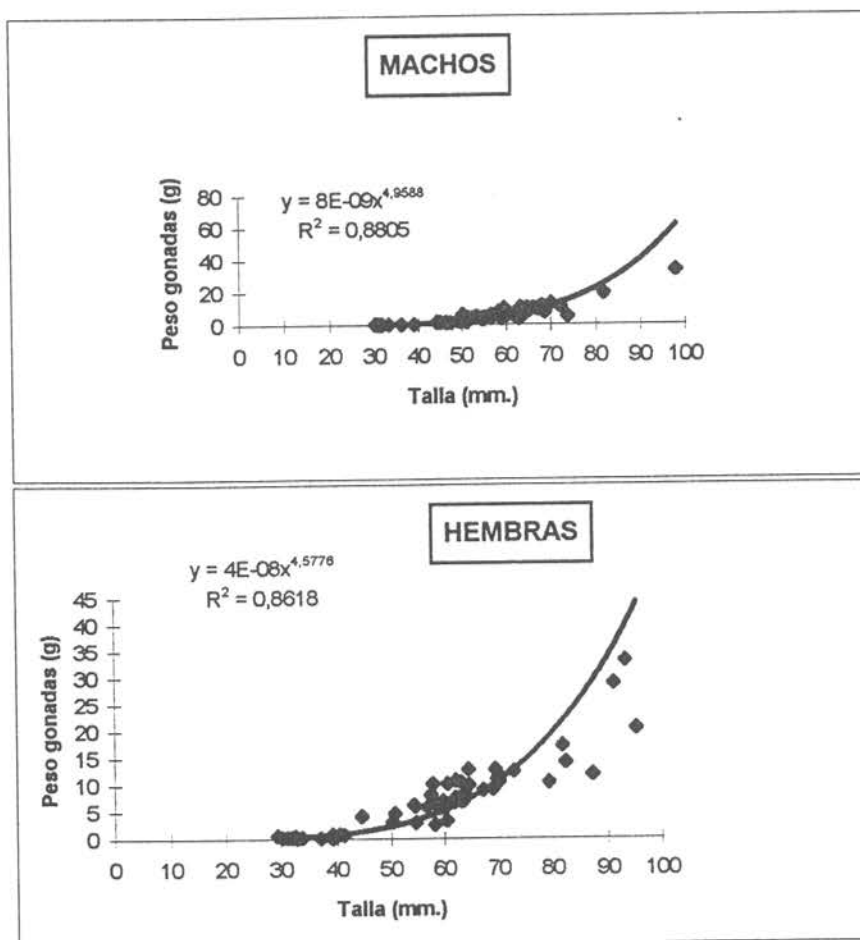 MACHOS
y = 8E-09x^4,9588
R² = 0,8805
Peso gonadas (g)
80
60
40
20
0
0 10 20 30 40 50 60 70 80 90 100
Talla (mm.)
HEMBRAS
y = 4E-08x^4,5776
R² = 0,8618
Peso gonadas (g)
45
40
35
30
25
20
15
10
5
0
0 10 20 30 40 50 60 70 80 90 100
Talla (mm.)